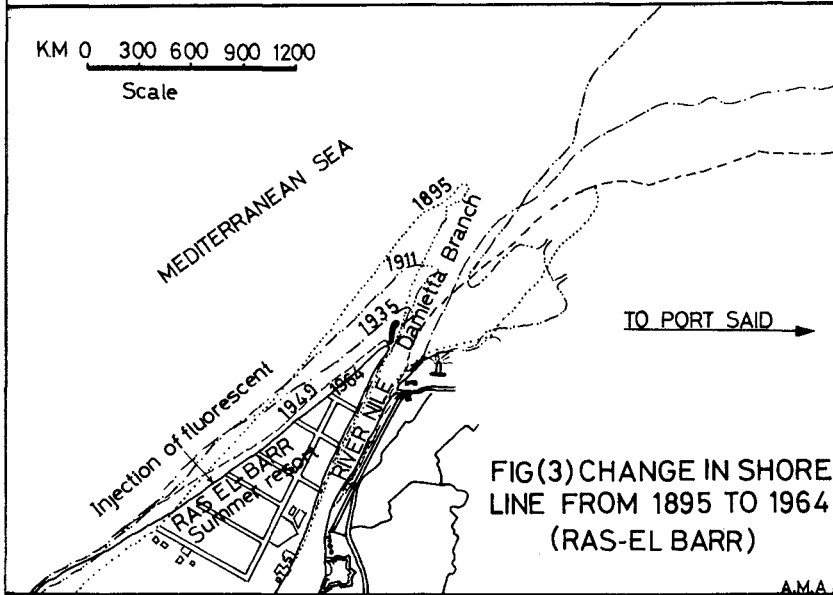 KM 0 300 600 900 1200
Scale
MEDITERRANEAN SEA
1895
1911
1935
1949
1964
Damietta Branch
RIVER NILE
TO PORT SAID
Injection of fluorescent
RAS EL BARR
Summer resort
FIG(3) CHANGE IN SHORE
LINE FROM 1895 TO 1964
(RAS-EL BARR)
A.M.A